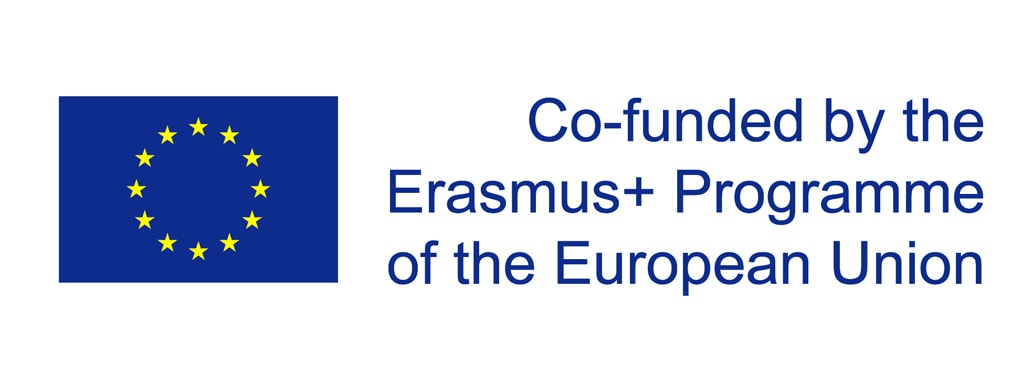 Co-funded by the
Erasmus+ Programme
of the European Union